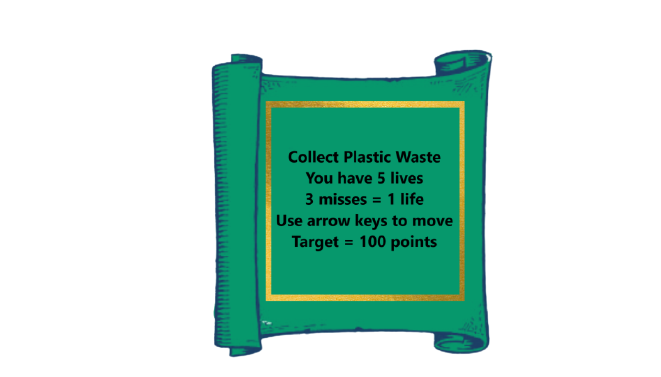 Collect Plastic Waste
You have 5 lives
3 misses = 1 life
Use arrow keys to move
Target = 100 points